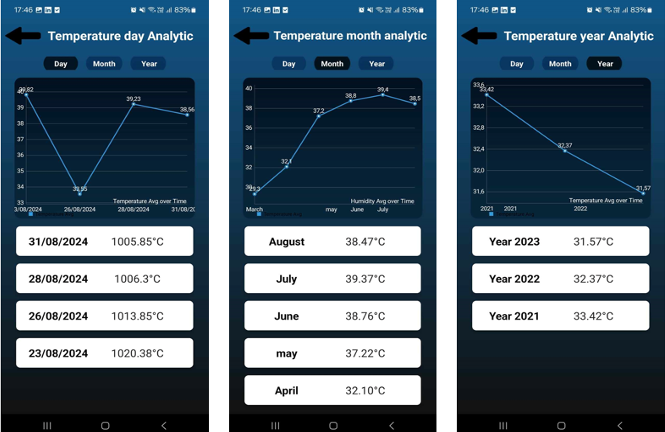 17:46 83%
Temperature day Analytic
Day Month Year
40
39,82
39,23
38,56
39
38
37
36
35
34
33,55
33
Temperature Avg over Time
3/08/2024 26/08/2024 28/08/2024 31/08/20
31/08/2024 1005.85°C
28/08/2024 1006.3°C
26/08/2024 1013.85°C
23/08/2024 1020.38°C
17:46 83%
Temperature month analytic
Day Month Year
40
39,4
38,8
38,5
38
37,2
36
34
32,1
32
30
29,3
Humidity Avg over Time
March may June July
August 38.47°C
July 39.37°C
June 38.76°C
may 37.22°C
April 32.10°C
17:46 83%
Temperature year Analytic
Day Month Year
33,6
33,42
33,2
32,8
32,37
32,4
32,0
31,6
31,57
Temperature Avg over Time
2021 2021 2022
Year 2023 31.57°C
Year 2022 32.37°C
Year 2021 33.42°C